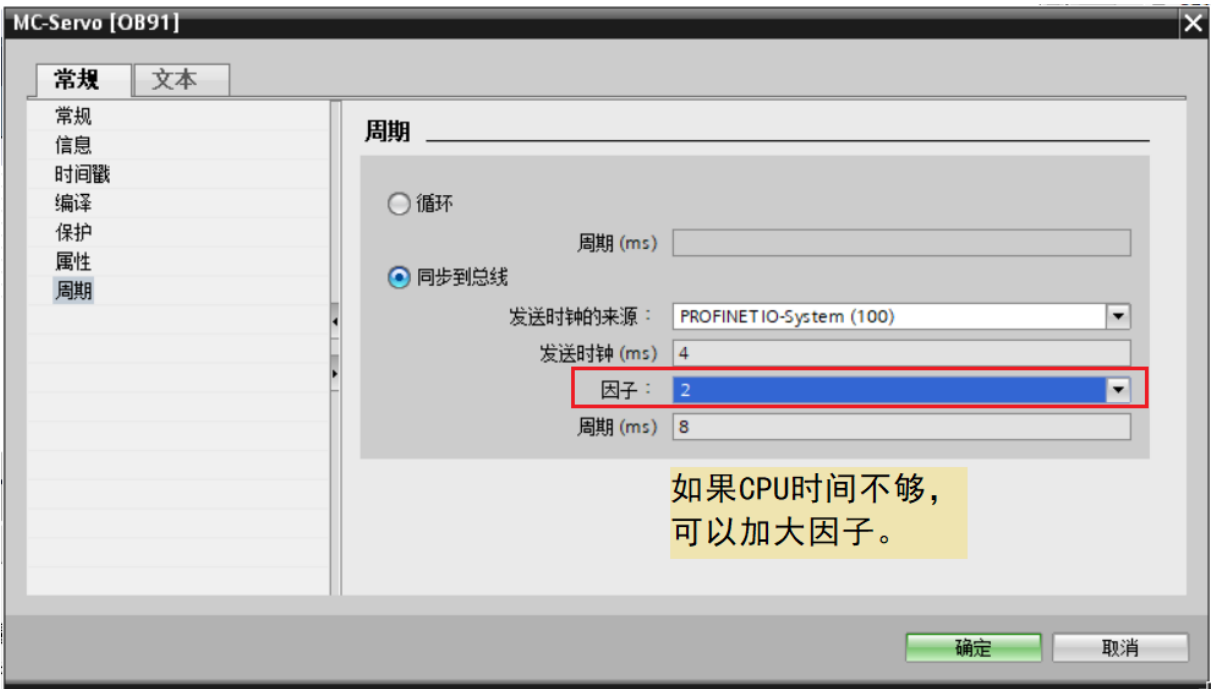 MC-Servo [OB91]
常规
文本
常规
信息
时间戳
编译
保护
属性
周期
周期
循环
周期 (ms)
同步到总线
发送时钟的来源： PROFINET IO-System (100)
发送时钟 (ms) 4
因子： 2
周期 (ms) 8
如果CPU时间不够，
可以加大因子。
确定
取消